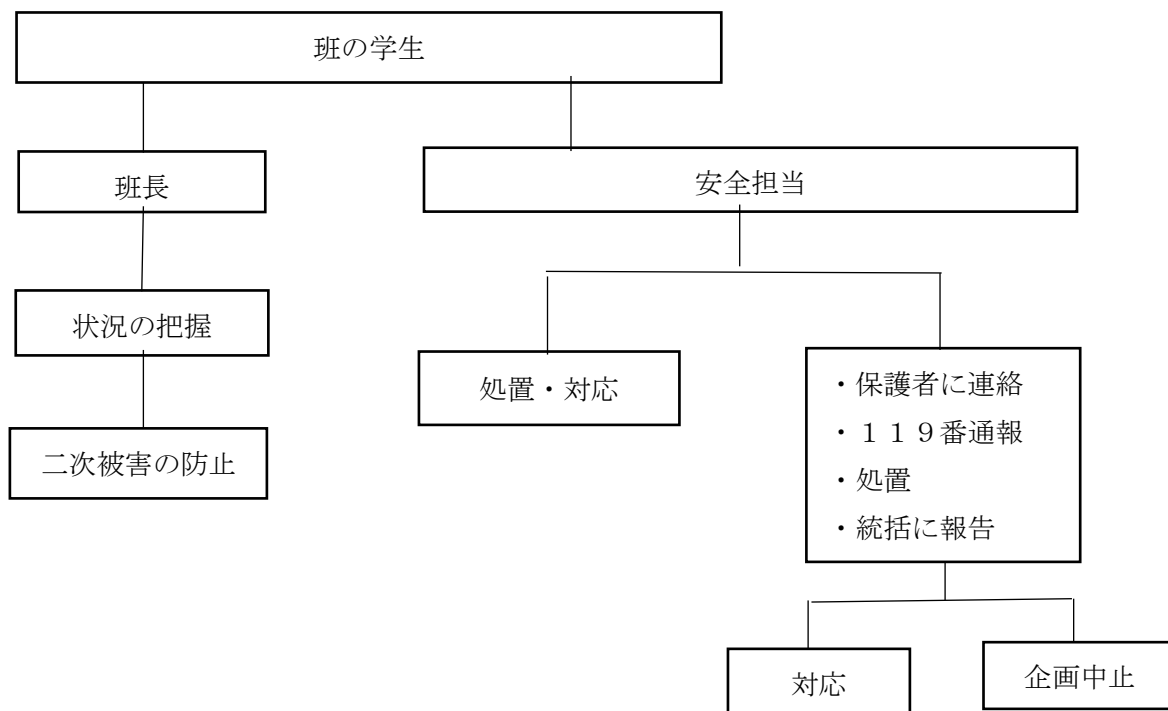 班の学生
班長
安全担当
状況の把握
処置・対応
・保護者に連絡
・１１９番通報
・処置
・統括に報告
二次被害の防止
対応
企画中止